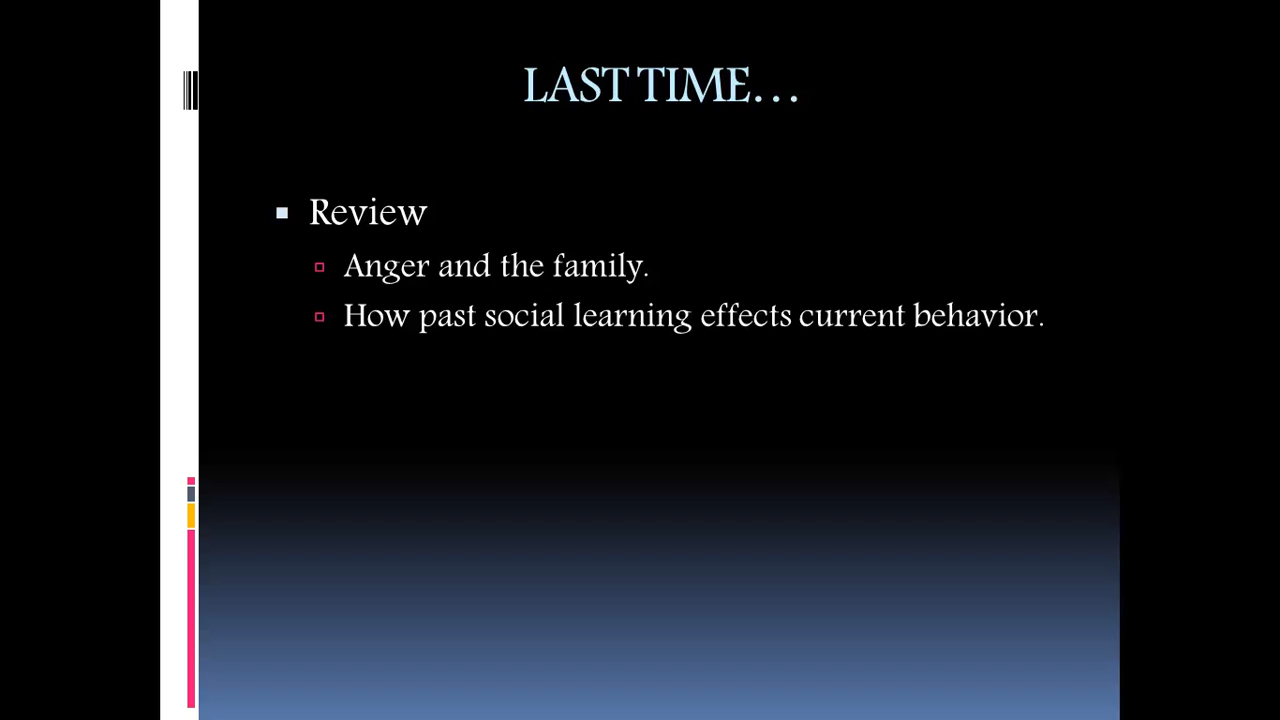 LAST TIME…
Review
Anger and the family.
How past social learning effects current behavior.